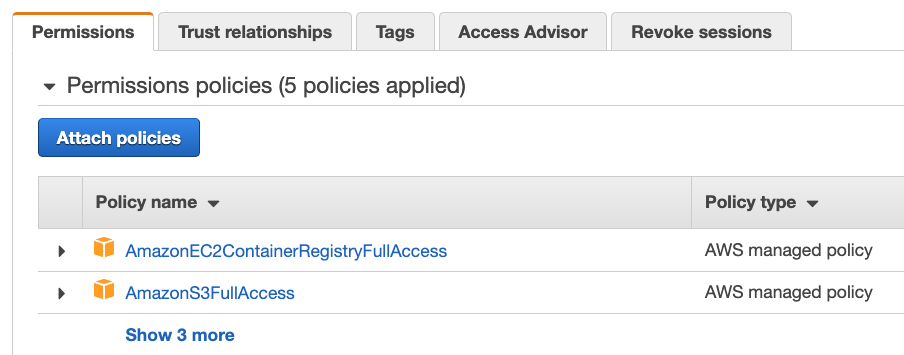 Permissions Trust relationships Tags Access Advisor Revoke sessions
Permissions policies (5 policies applied)
Attach policies
Policy name Policy type
AmazonEC2ContainerRegistryFullAccess AWS managed policy
AmazonS3FullAccess AWS managed policy
Show 3 more